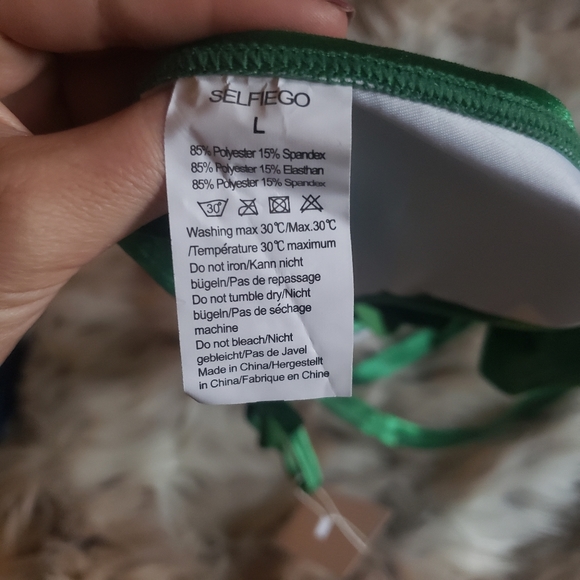 SELFIEGO
L
85% Polyester 15% Spandex
85% Polyester 15% Elasthan
85% Polyester 15% Spandex
30°
Washing max 30℃/Max.30℃
/Température 30℃ maximum
Do not iron/Kann nicht
bügeln/Pas de repassage
Do not tumble dry/Nicht
bügeln/Pas de séchage
machine
Do not bleach/Nicht
gebleicht/Pas de Javel
Made in China/Hergestellt
in China/Fabrique en Chine